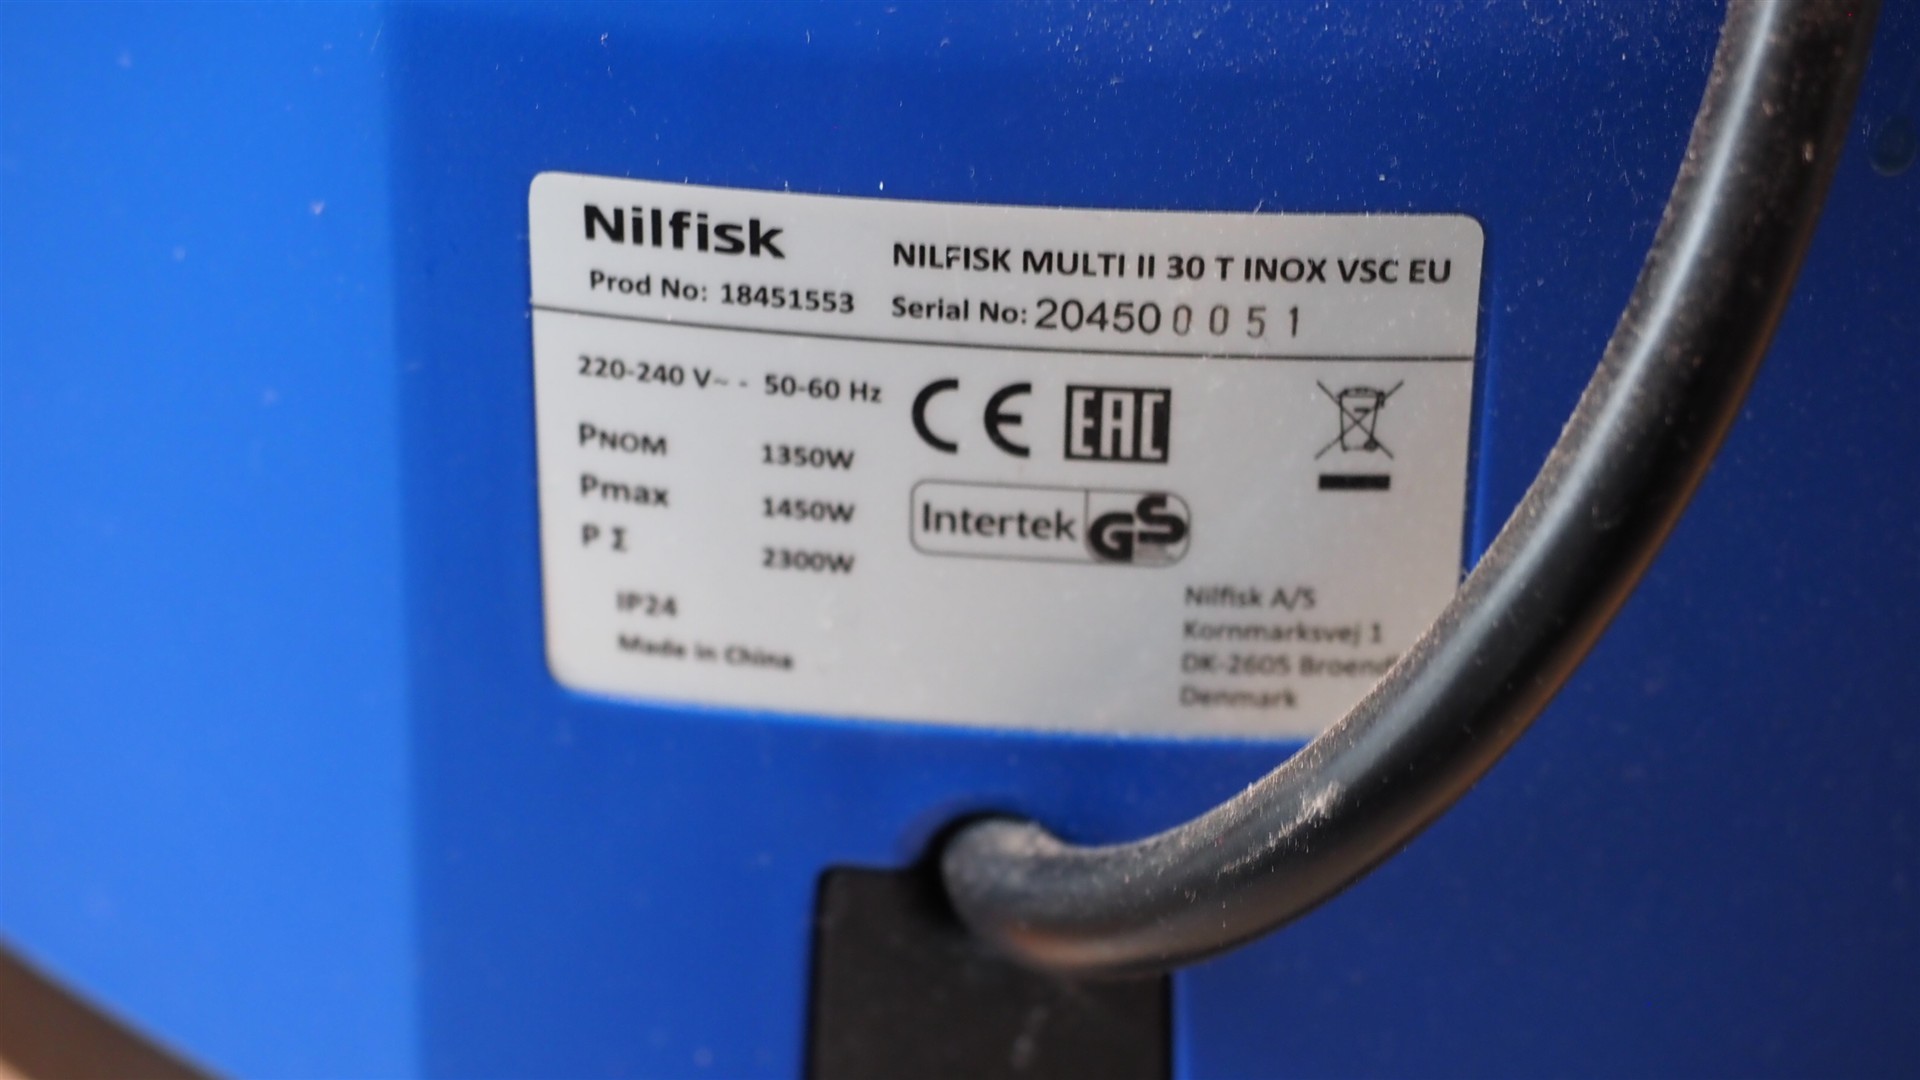 Nilfisk
NILFISK MULTI II 30 T INOX VSC EU
Prod No: 18451553
Serial No: 204500051
220-240 V~ - 50-60 Hz
PNOM 1350W
Pmax 1450W
P Σ 2300W
CE
EAC
Intertek GS
IP24
Made in China
Nilfisk A/S
Kornmarksvej 1
DK-2605
Denmark